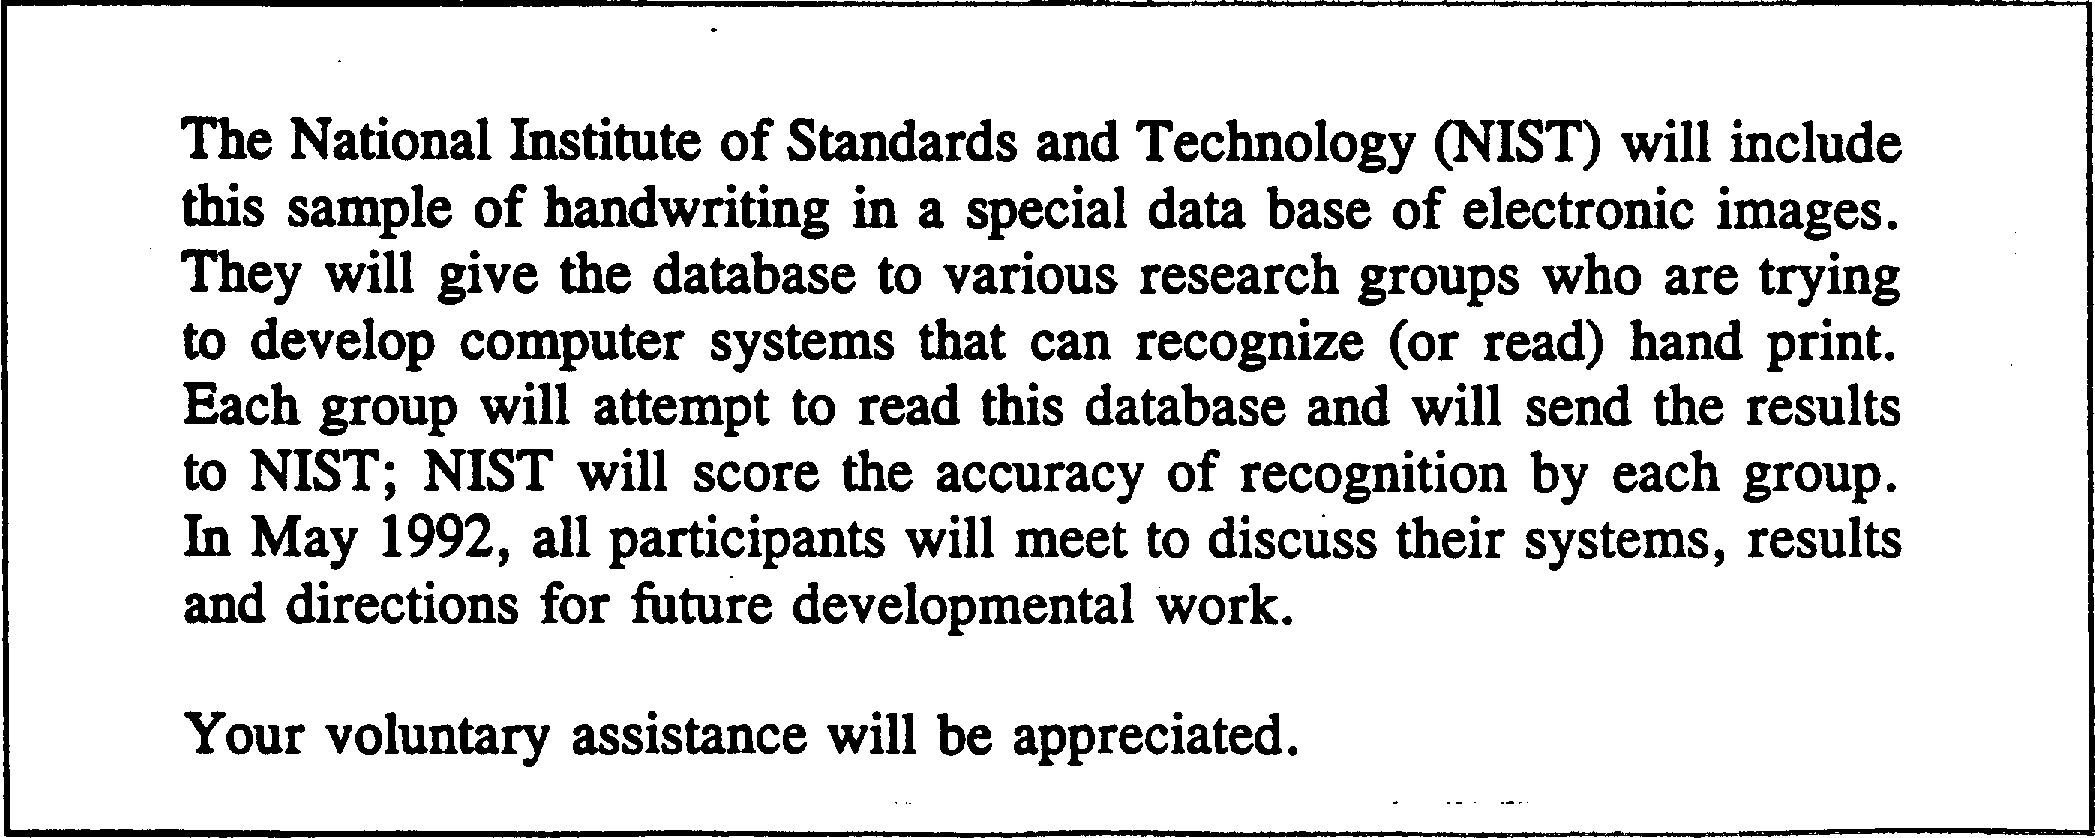 The National Institute of Standards and Technology (NIST) will include
this sample of handwriting in a special data base of electronic images.
They will give the database to various research groups who are trying
to develop computer systems that can recognize (or read) hand print.
Each group will attempt to read this database and will send the results
to NIST; NIST will score the accuracy of recognition by each group.
In May 1992, all participants will meet to discuss their systems, results
and directions for future developmental work.
Your voluntary assistance will be appreciated.